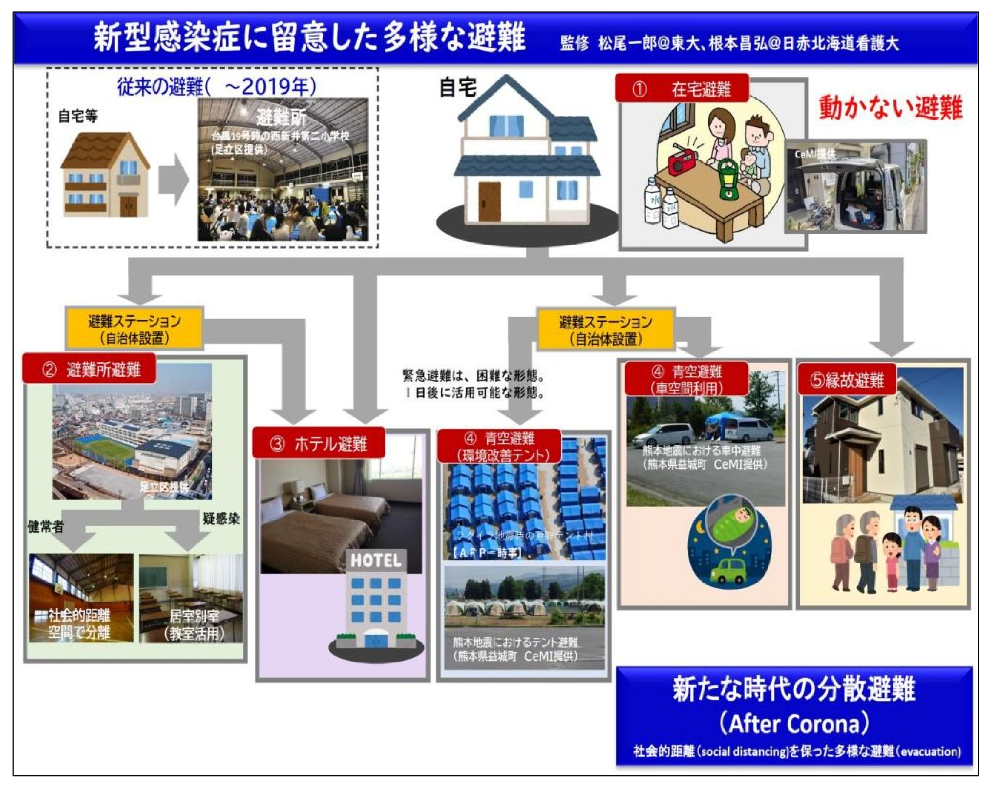 新型感染症に留意した多様な避難
監修 松尾一郎@東大、根本昌弘@日赤北海道看護大
従来の避難( ～2019年)
自宅等
避難所
台風19号時の西新井第二小学校
(足立区提供)
自宅
① 在宅避難
動かない避難
CeMI提供
水
水
避難ステーション
(自治体設置)
避難ステーション
(自治体設置)
② 避難所避難
足立区提供
健常者
疑感染
社会的距離
空間で分離
居室別室
(教室活用)
緊急避難は、困難な形態。
1日後に活用可能な形態。
③ ホテル避難
HOTEL
④ 青空避難
(環境改善テント)
【AFP=時事】
熊本地震におけるテント避難
(熊本県益城町 CeMI提供)
④ 青空避難
(車空間利用)
熊本地震における車中避難
(熊本県益城町 CeMI提供)
⑤縁故避難
新たな時代の分散避難
(After Corona)
社会的距離(social distancing)を保った多様な避難(evacuation)